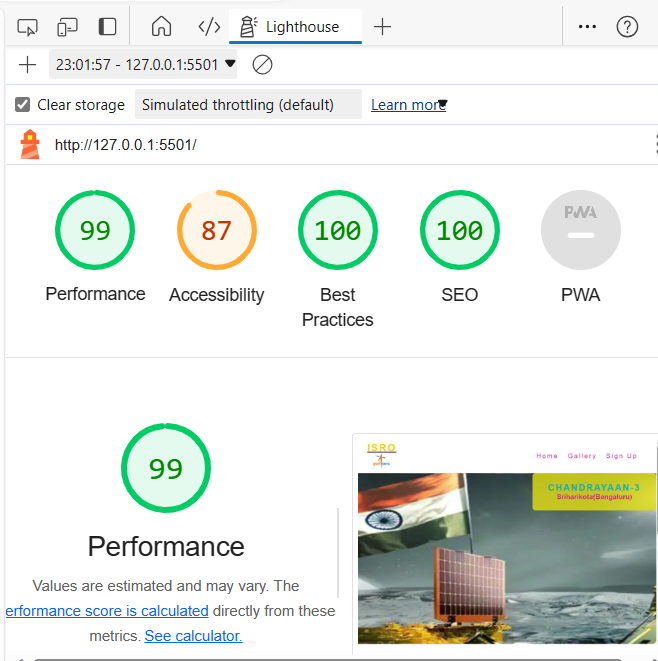 Lighthouse
23:01:57 - 127.0.0.1:5501
Clear storage Simulated throttling (default) Learn more
http://127.0.0.1:5501/
99 87 100 100 PWA
Performance Accessibility Best Practices SEO PWA
99
Performance
Values are estimated and may vary. The
erformance score is calculated directly from these
metrics. See calculator.
ISRO
Home Gallery Sign Up
CHANDRAYAAN-3
Sriharikota(Bengaluru)